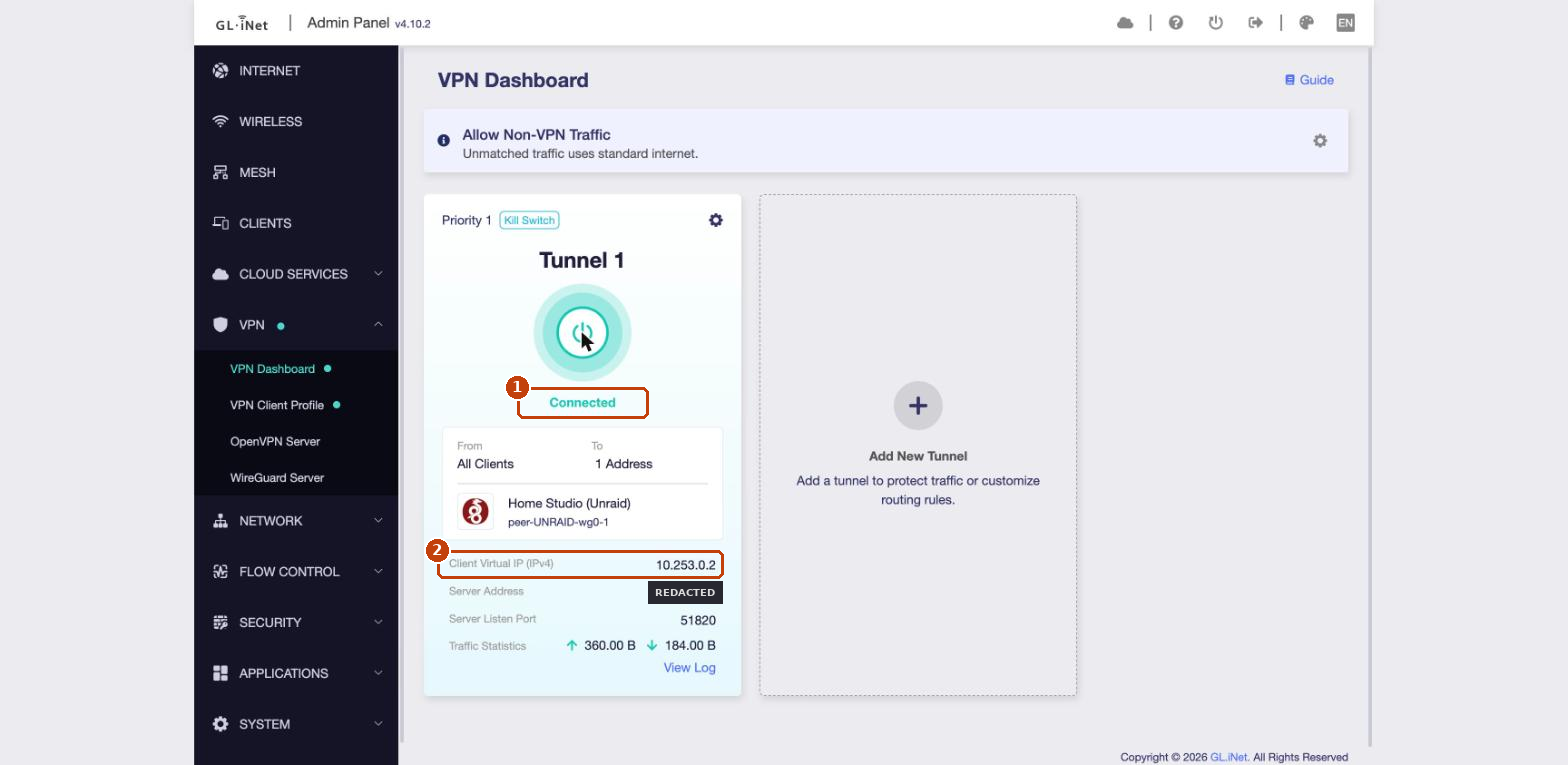 GL·iNet
Admin Panel v4.10.2
EN
INTERNET
WIRELESS
MESH
CLIENTS
CLOUD SERVICES
VPN
VPN Dashboard
VPN Client Profile
OpenVPN Server
WireGuard Server
NETWORK
FLOW CONTROL
SECURITY
APPLICATIONS
SYSTEM
VPN Dashboard
Guide
Allow Non-VPN Traffic
Unmatched traffic uses standard internet.
Priority 1 Kill Switch
Tunnel 1
1
Connected
From To
All Clients 1 Address
Home Studio (Unraid)
peer-UNRAID-wg0-1
2
Client Virtual IP (IPv4) 10.253.0.2
Server Address REDACTED
Server Listen Port 51820
Traffic Statistics 360.00 B 184.00 B
View Log
Add New Tunnel
Add a tunnel to protect traffic or customize
routing rules.
Copyright © 2026 GL.iNet. All Rights Reserved